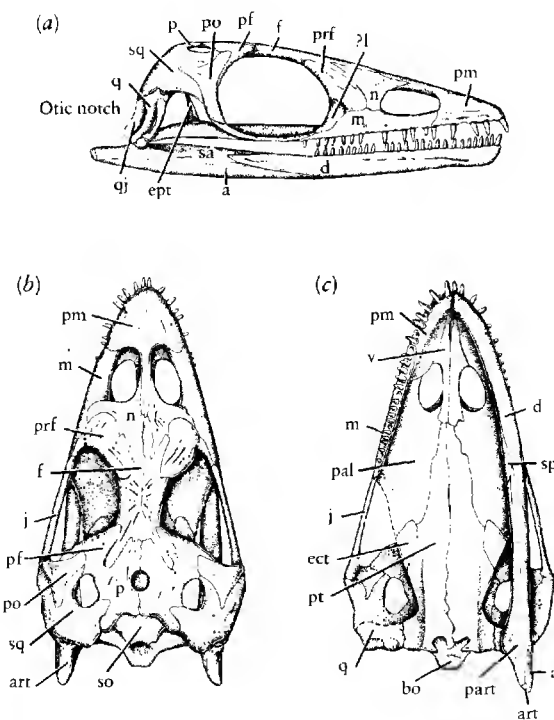 (a)
p
po
pf
f
prf
?l
pm
sq
q
n
Otic notch
m
sa
d
qj
ept
a
(b)
pm
m
n
prf
f
j
pf
po
p
sq
art
so
(c)
pm
v
d
m
sp
pal
j
ect
pt
q
bo
part
a
art